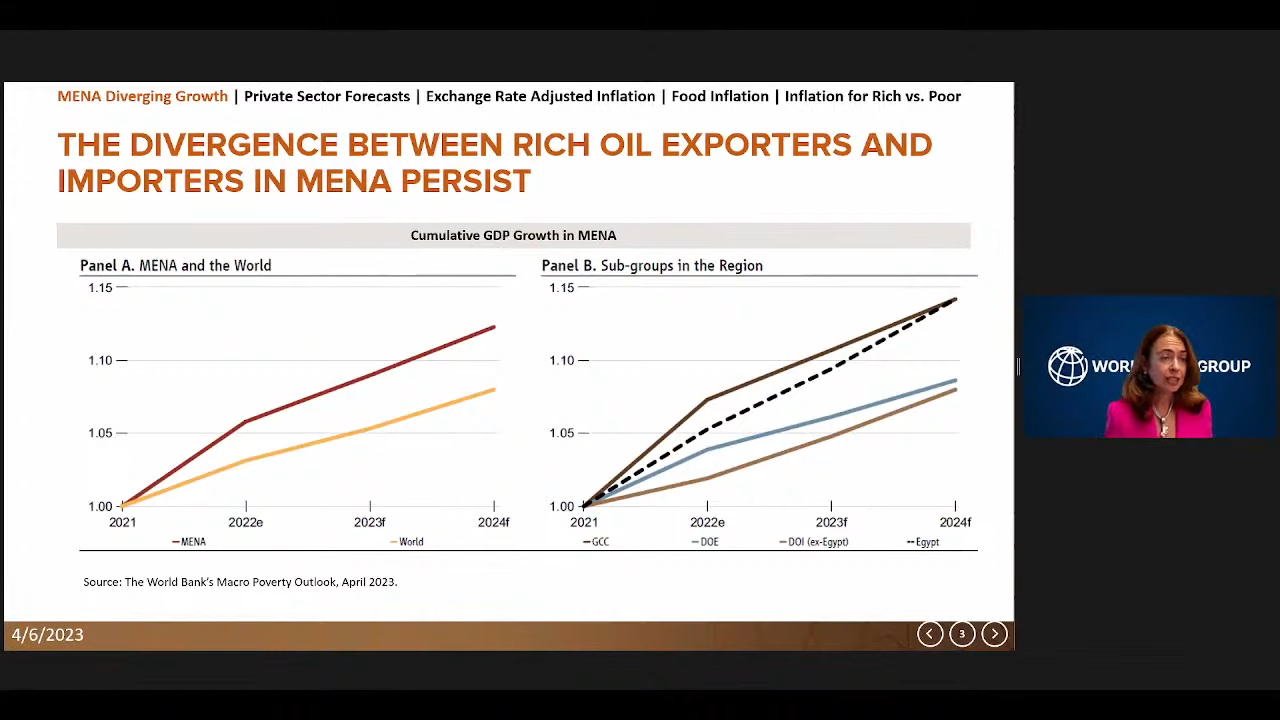 MENA Diverging Growth | Private Sector Forecasts | Exchange Rate Adjusted Inflation | Food Inflation | Inflation for Rich vs. Poor
THE DIVERGENCE BETWEEN RICH OIL EXPORTERS AND
IMPORTERS IN MENA PERSIST
Cumulative GDP Growth in MENA
Panel A. MENA and the World
1.15
1.10
1.05
1.00
2021 2022e 2023f 2024f
MENA World
Panel B. Sub-groups in the Region
1.15
1.10
1.05
1.00
2021 2022e 2023f 2024f
GCC DOE DOI (ex-Egypt) Egypt
Source: The World Bank's Macro Poverty Outlook, April 2023.
4/6/2023
3
WOR GROUP